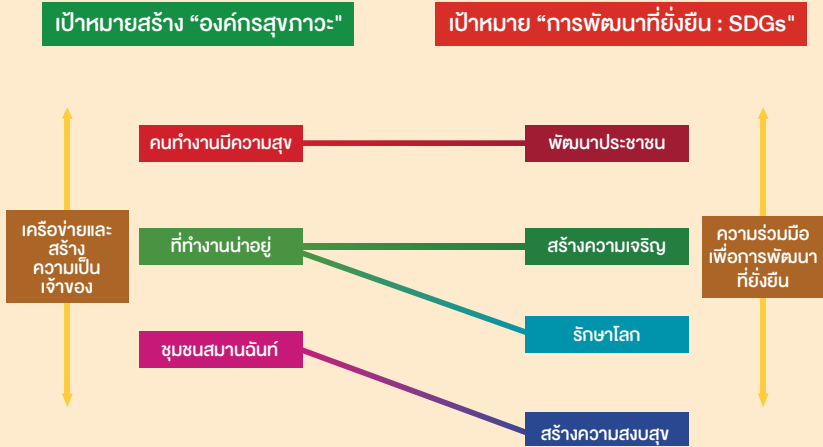 เป้าหมายสร้าง “องค์กรสุขภาวะ"
เป้าหมาย “การพัฒนาที่ยั่งยืน : SDGs"
คนทำงานมีความสุข
พัฒนาประชาชน
เครือข่ายและ
สร้าง
ความเป็น
เจ้าของ
ที่ทำงานน่าอยู่
สร้างความเจริญ
ความร่วมมือ
เพื่อการพัฒนา
ที่ยั่งยืน
รักษาโลก
ชุมชนสมานฉันท์
สร้างความสงบสุข